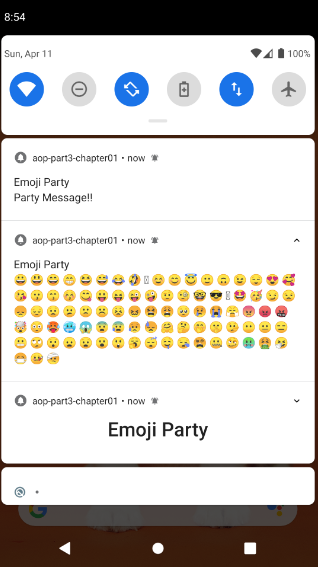 8:54
Sun, Apr 11
100%
aop-part3-chapter01 • now
Emoji Party
Party Message!!
aop-part3-chapter01 • now
Emoji Party
aop-part3-chapter01 • now
Emoji Party